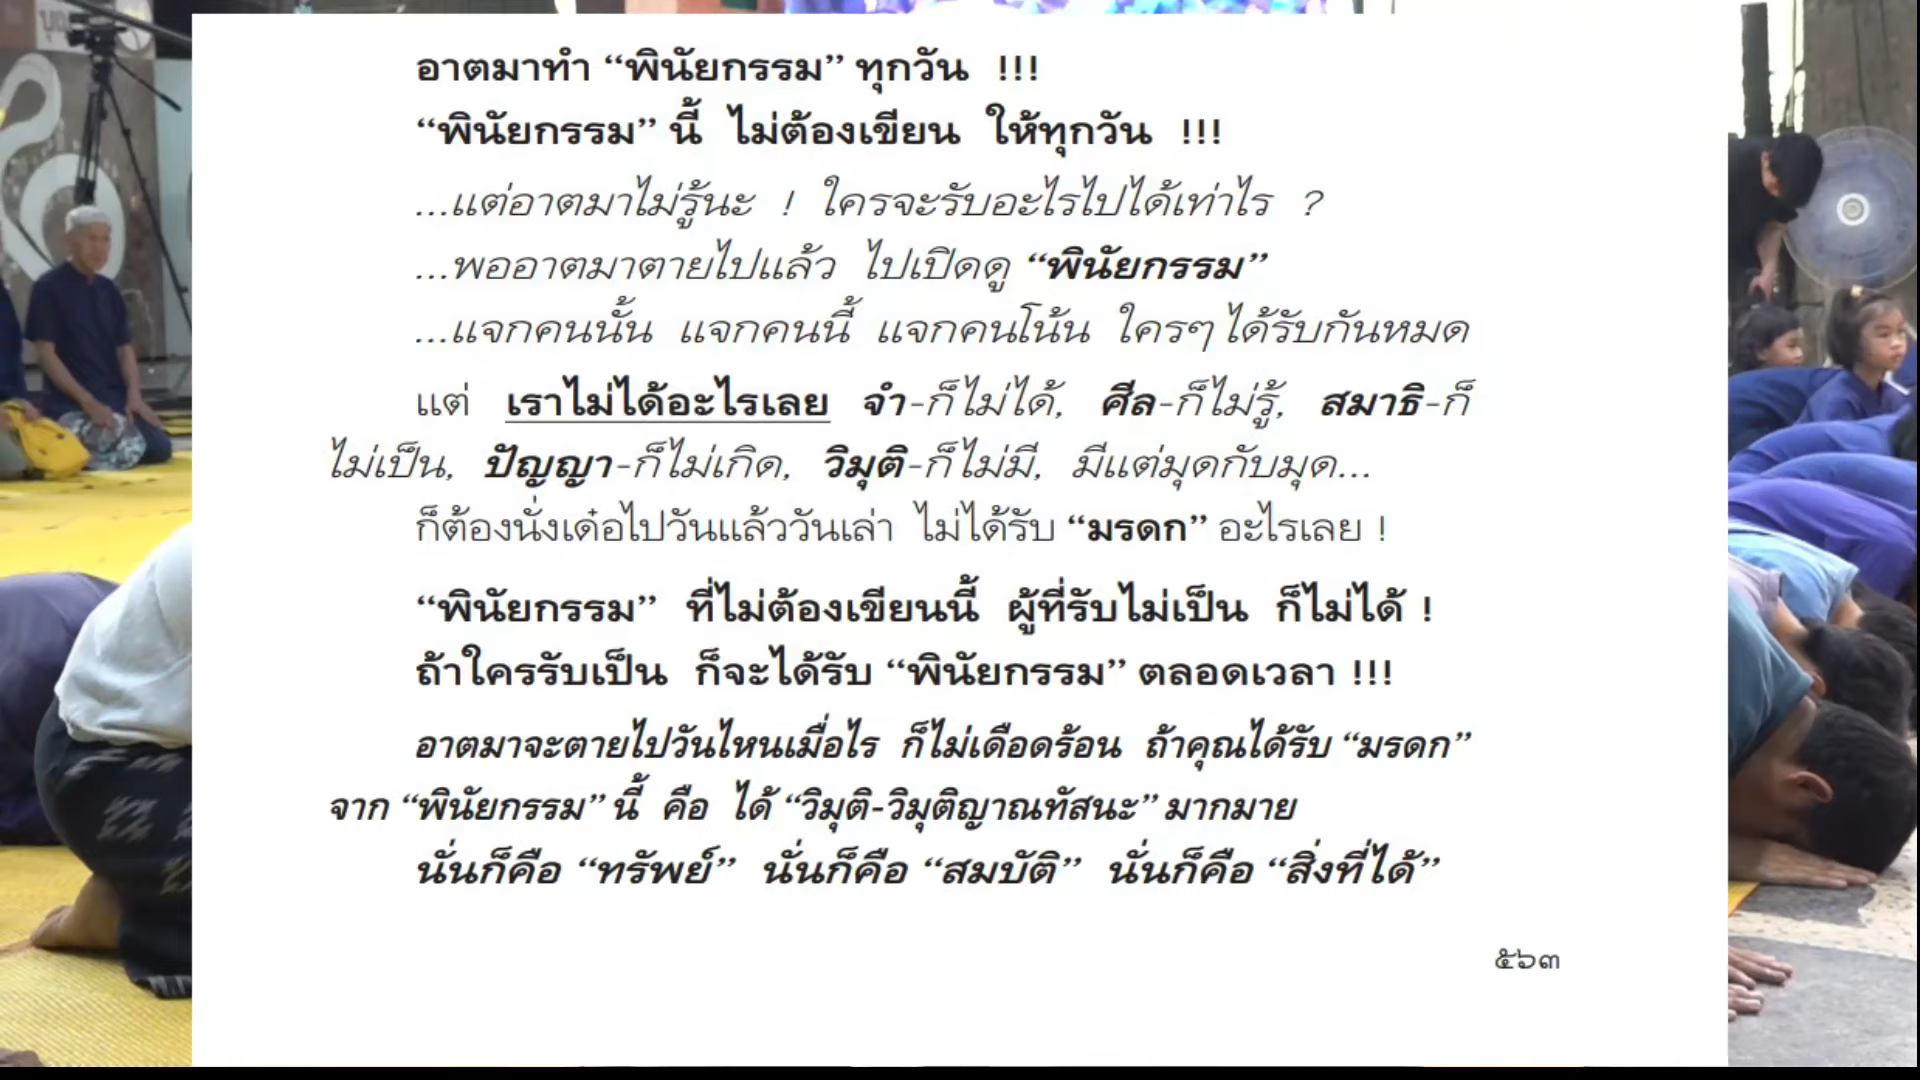 อาตมาทำ “พินัยกรรม” ทุกวัน !!!
“พินัยกรรม” นี้ ไม่ต้องเขียน ให้ทุกวัน !!!
...แต่อาตมาไม่รู้นะ ! ใครจะรับอะไรไปได้เท่าไร ?
...พออาตมาตายไปแล้ว ไปเปิดดู “พินัยกรรม”
...แจกคนนั้น แจกคนนี้ แจกคนโน้น ใครๆ ได้รับกันหมด
แต่ เราไม่ได้อะไรเลย จำ-ก็ไม่ได้, ศีล-ก็ไม่รู้, สมาธิ-ก็
ไม่เป็น, ปัญญา-ก็ไม่เกิด, วิมุติ-ก็ไม่มี, มีแต่มุดกับมุด...
ก็ต้องนั่งเด๋อไปวันแล้ววันเล่า ไม่ได้รับ “มรดก” อะไรเลย !
“พินัยกรรม” ที่ไม่ต้องเขียนนี้ ผู้ที่รับไม่เป็น ก็ไม่ได้ !
ถ้าใครรับเป็น ก็จะได้รับ “พินัยกรรม” ตลอดเวลา !!!
อาตมาจะตายไปวันไหนเมื่อไร ก็ไม่เดือดร้อน ถ้าคุณได้รับ “มรดก”
จาก “พินัยกรรม” นี้ คือ ได้ “วิมุติ-วิมุติญาณทัสนะ” มากมาย
นั่นก็คือ “ทรัพย์” นั่นก็คือ “สมบัติ” นั่นก็คือ “สิ่งที่ได้”
๕๖๓